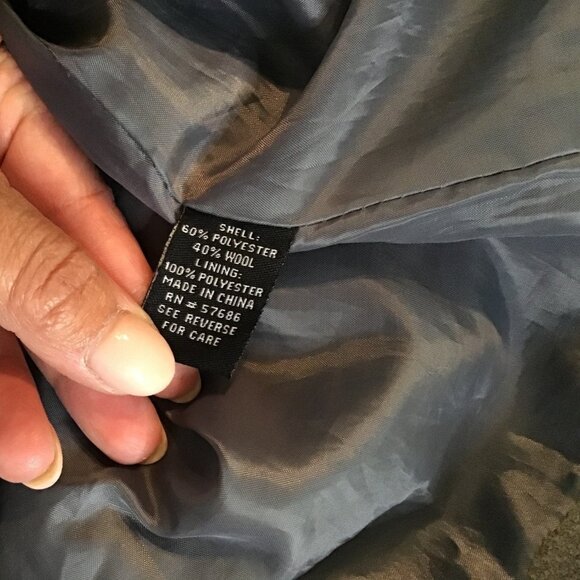 SHELL:
60% POLYESTER
40% WOOL
LINING:
100% POLYESTER
MADE IN CHINA
RN # 57686
SEE REVERSE
FOR CARE